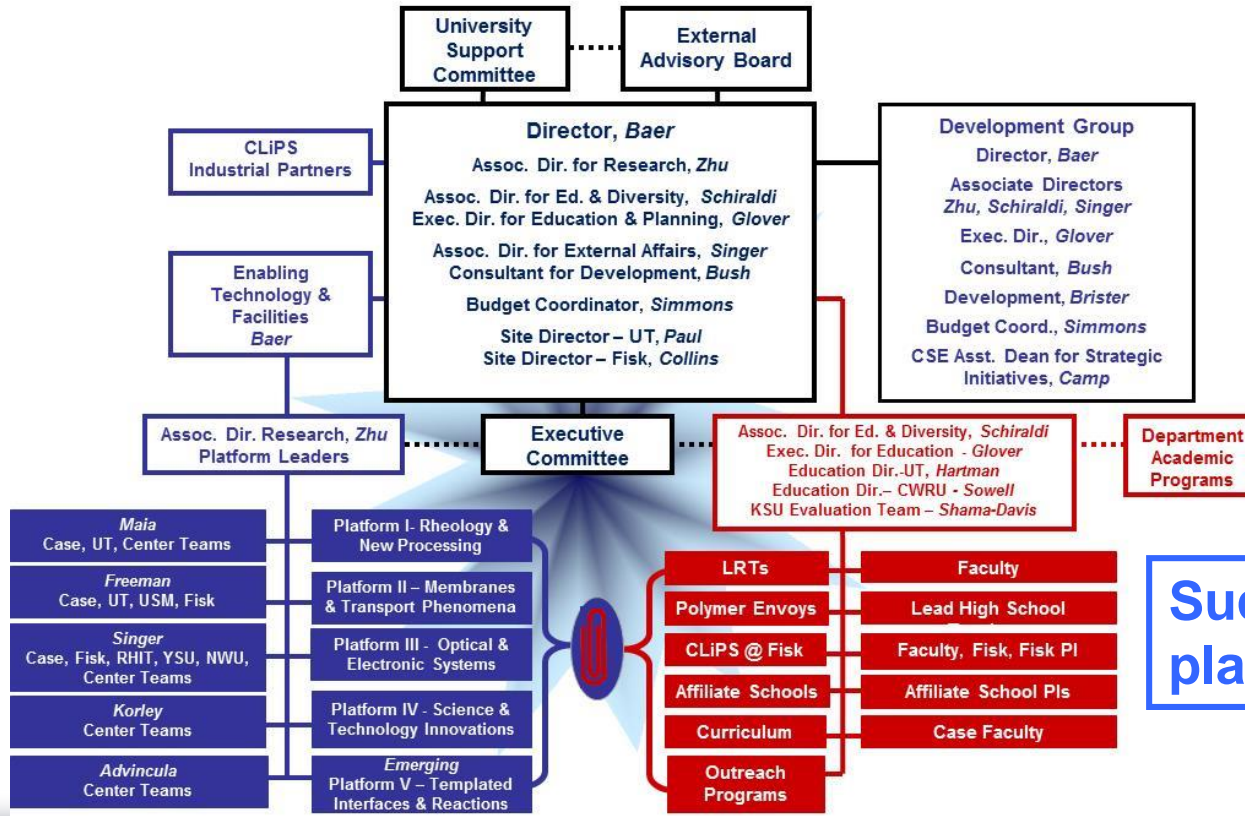 University
Support
Committee
External
Advisory Board
CLiPS
Industrial Partners
Director, Baer
Assoc. Dir. for Research, Zhu
Assoc. Dir. for Ed. & Diversity, Schiraldi
Exec. Dir. for Education & Planning, Glover
Assoc. Dir. for External Affairs, Singer
Consultant for Development, Bush
Budget Coordinator, Simmons
Site Director – UT, Paul
Site Director – Fisk, Collins
Development Group
Director, Baer
Associate Directors
Zhu, Schiraldi, Singer
Exec. Dir., Glover
Consultant, Bush
Development, Brister
Budget Coord., Simmons
CSE Asst. Dean for Strategic
Initiatives, Camp
Enabling
Technology &
Facilities
Baer
Assoc. Dir. Research, Zhu
Platform Leaders
Executive
Committee
Assoc. Dir. for Ed. & Diversity, Schiraldi
Exec. Dir. for Education - Glover
Education Dir.-UT, Hartman
Education Dir.– CWRU - Sowell
KSU Evaluation Team – Shama-Davis
Department
Academic
Programs
Maia
Case, UT, Center Teams
Platform I- Rheology &
New Processing
Freeman
Case, UT, USM, Fisk
Platform II – Membranes
& Transport Phenomena
Singer
Case, Fisk, RHIT, YSU, NWU,
Center Teams
Platform III - Optical &
Electronic Systems
Korley
Center Teams
Platform IV - Science &
Technology Innovations
Advincula
Center Teams
Emerging
Platform V – Templated
Interfaces & Reactions
LRTs
Faculty
Polymer Envoys
Lead High School
CLiPS @ Fisk
Faculty, Fisk, Fisk PI
Affiliate Schools
Affiliate School PIs
Curriculum
Case Faculty
Outreach
Programs
pla